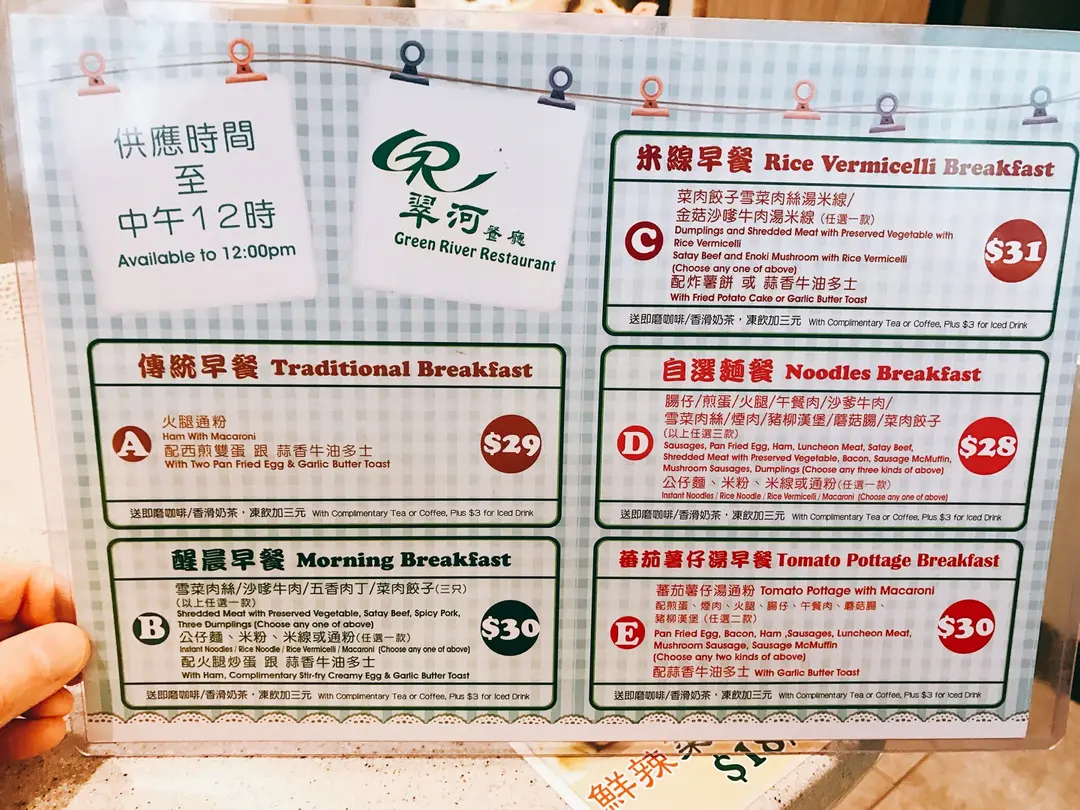 供應時間
至
中午12時
Available to 12:00pm
GR
翠河餐廳
Green River Restaurant
傳統早餐 Traditional Breakfast
A
火腿通粉
Ham With Macaroni
配西煎雙蛋 跟 蒜香牛油多士
With Two Pan Fried Egg & Garlic Butter Toast
$29
送即磨咖啡/香滑奶茶，凍飲加三元 With Complimentary Tea or Coffee, Plus $3 for Iced Drink
醒晨早餐 Morning Breakfast
B
雪菜肉絲/沙嗲牛肉/五香肉丁/菜肉餃子(三只)
(以上任選一款)
Shredded Meat with Preserved Vegetable, Satay Beef, Spicy Pork,
Three Dumplings (Choose any one of above)
公仔麵、米粉、米線或通粉(任選一款)
Instant Noodles / Rice Noodle / Rice Vermicelli / Macaroni (Choose any one of above)
配火腿炒蛋 跟 蒜香牛油多士
With Ham, Complimentary Stir-fry Creamy Egg & Garlic Butter Toast
$30
送即磨咖啡/香滑奶茶，凍飲加三元 With Complimentary Tea or Coffee, Plus $3 for Iced Drink
米線早餐 Rice Vermicelli Breakfast
C
菜肉餃子雪菜肉絲湯米線/
金菇沙嗲牛肉湯米線 (任選一款)
Dumplings and Shredded Meat with Preserved Vegetable with
Rice Vermicelli
Satay Beef and Enoki Mushroom with Rice Vermicelli
(Choose any one of above)
配炸薯餅 或 蒜香牛油多士
With Fried Potato Cake or Garlic Butter Toast
$31
送即磨咖啡/香滑奶茶，凍飲加三元 With Complimentary Tea or Coffee, Plus $3 for Iced Drink
自選麵餐 Noodles Breakfast
D
腸仔/煎蛋/火腿/午餐肉/沙爹牛肉/
雪菜肉絲/煙肉/豬柳漢堡/蘑菇腸/菜肉餃子
(以上任選三款)
Sausages, Pan Fried Egg, Ham, Luncheon Meat, Satay Beef,
Shredded Meat with Preserved Vegetable, Bacon, Sausage McMuffin,
Mushroom Sausages, Dumplings (Choose any three kinds of above)
公仔麵、米粉、米線或通粉(任選一款)
Instant Noodles / Rice Noodle / Rice Vermicelli / Macaroni (Choose any one of above)
$28
送即磨咖啡/香滑奶茶，凍飲加三元 With Complimentary Tea or Coffee, Plus $3 for Iced Drink
蕃茄薯仔湯早餐 Tomato Pottage Breakfast
E
蕃茄薯仔湯通粉 Tomato Pottage with Macaroni
配煎蛋、煙肉、火腿、腸仔、午餐肉、蘑菇腸、
豬柳漢堡 (任選二款)
Pan Fried Egg, Bacon, Ham ,Sausages, Luncheon Meat,
Mushroom Sausage, Sausage McMuffin
(Choose any two kinds of above)
配蒜香牛油多士 With Garlic Butter Toast
$30
送即磨咖啡/香滑奶茶，凍飲加三元 With Complimentary Tea or Coffee, Plus $3 for Iced Drink
鮮辣